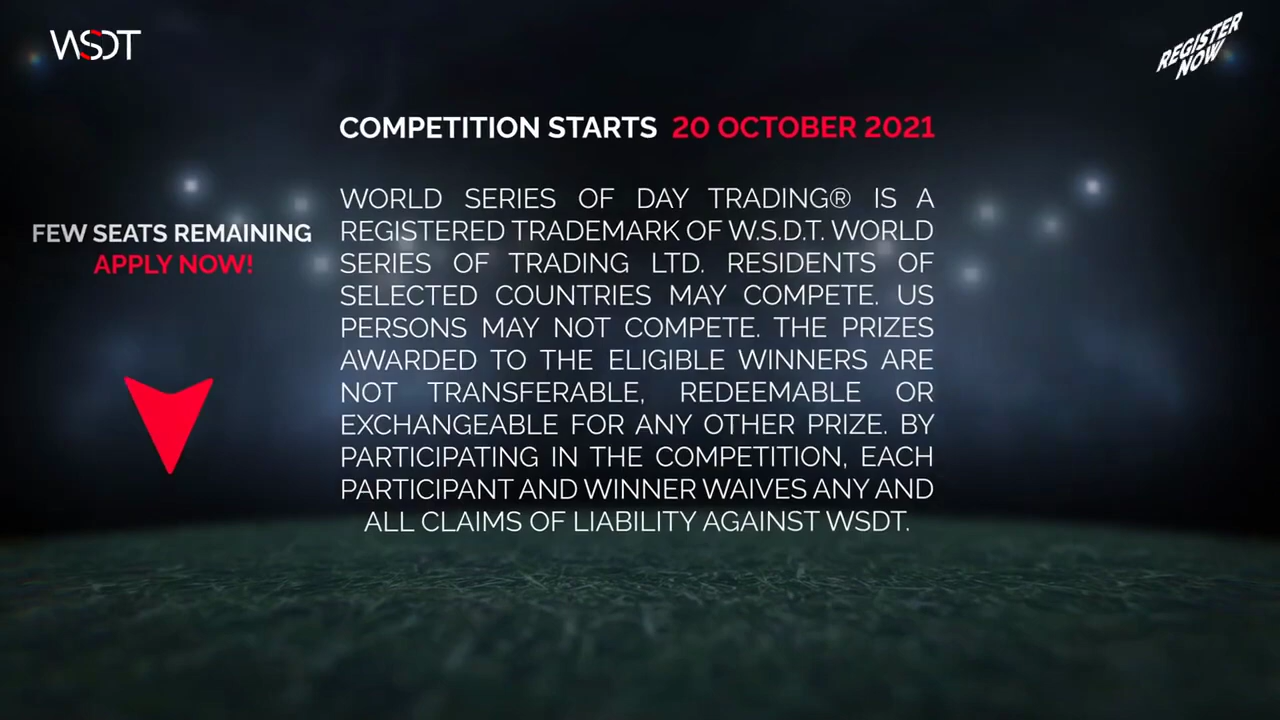 WSDT
REGISTER
NOW
COMPETITION STARTS 20 OCTOBER 2021
FEW SEATS REMAINING
APPLY NOW!
WORLD SERIES OF DAY TRADING® IS A
REGISTERED TRADEMARK OF W.S.D.T. WORLD
SERIES OF TRADING LTD. RESIDENTS OF
SELECTED COUNTRIES MAY COMPETE. US
PERSONS MAY NOT COMPETE. THE PRIZES
AWARDED TO THE ELIGIBLE WINNERS ARE
NOT TRANSFERABLE, REDEEMABLE OR
EXCHANGEABLE FOR ANY OTHER PRIZE. BY
PARTICIPATING IN THE COMPETITION, EACH
PARTICIPANT AND WINNER WAIVES ANY AND
ALL CLAIMS OF LIABILITY AGAINST WSDT.